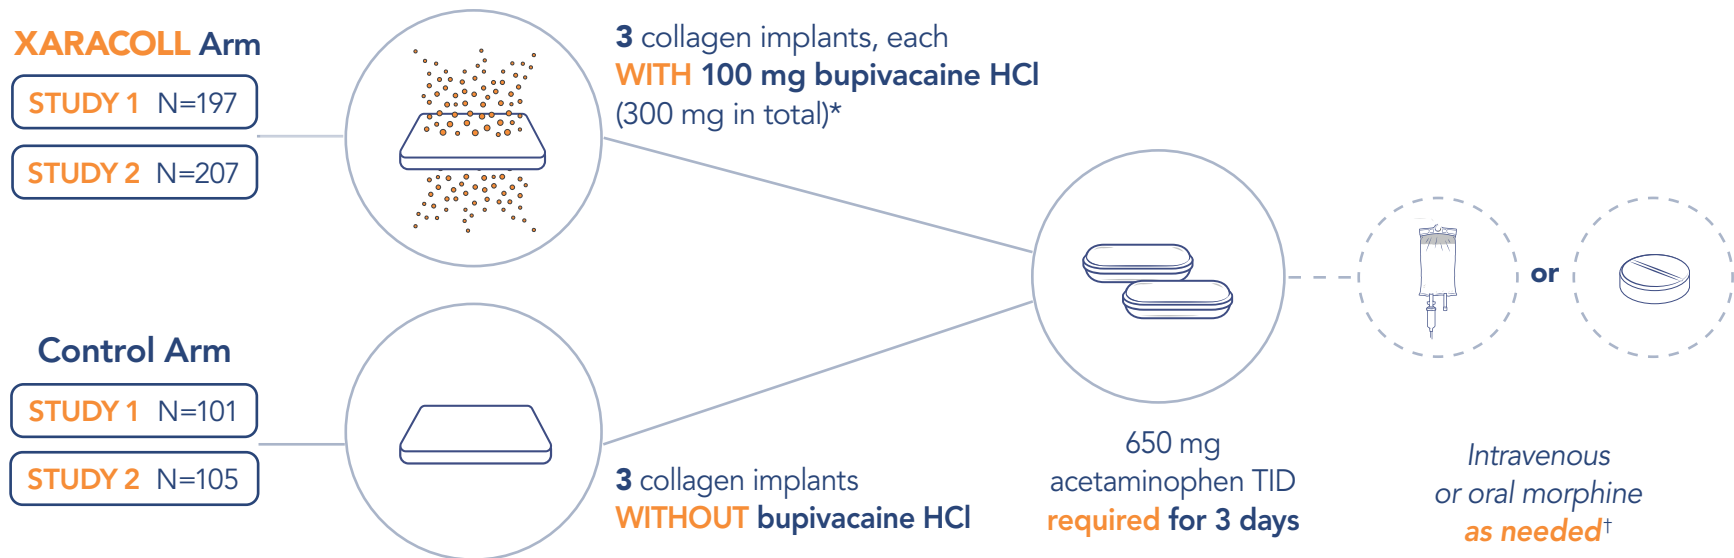 XARACOLL Arm
STUDY 1 N=197
STUDY 2 N=207
3 collagen implants, each
WITH 100 mg bupivacaine HCl
(300 mg in total)*
Control Arm
STUDY 1 N=101
STUDY 2 N=105
3 collagen implants
WITHOUT bupivacaine HCl
650 mg
acetaminophen TID
required for 3 days
or
Intravenous
or oral morphine
as needed†